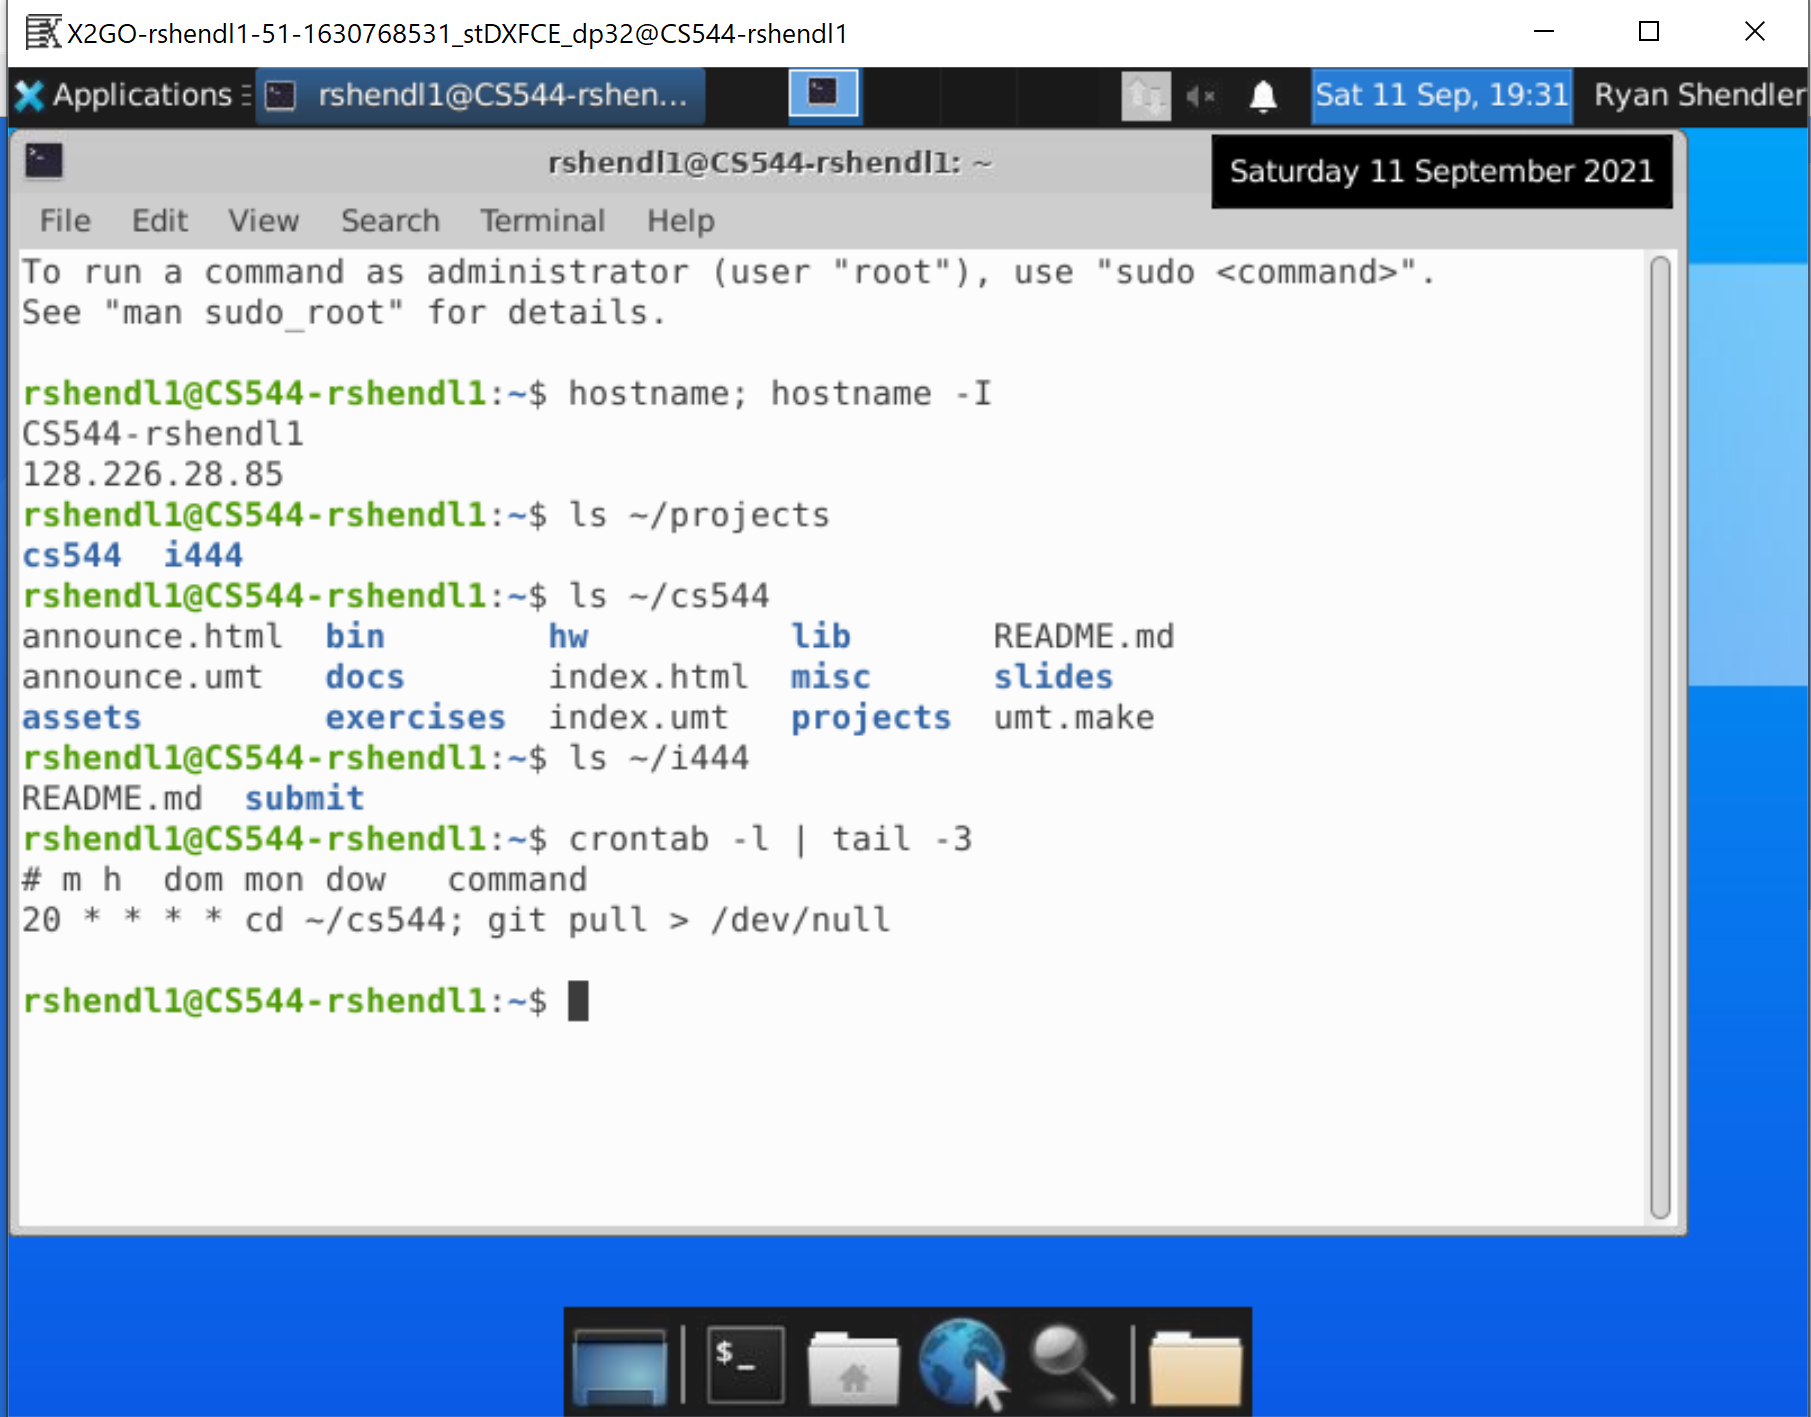 X2GO-rshendl1-51-1630768531_stDXFCE_dp32@CS544-rshendl1
Applications rshendl1@CS544-rshen... Sat 11 Sep, 19:31 Ryan Shendler
rshendl1@CS544-rshendl1: ~
Saturday 11 September 2021
File Edit View Search Terminal Help
To run a command as administrator (user "root"), use "sudo <command>".
See "man sudo_root" for details.
rshendl1@CS544-rshendl1:~$ hostname; hostname -I
CS544-rshendl1
128.226.28.85
rshendl1@CS544-rshendl1:~$ ls ~/projects
cs544  i444
rshendl1@CS544-rshendl1:~$ ls ~/cs544
announce.html  bin        hw          lib       README.md
announce.umt   docs       index.html  misc      slides
assets         exercises  index.umt   projects  umt.make
rshendl1@CS544-rshendl1:~$ ls ~/i444
README.md  submit
rshendl1@CS544-rshendl1:~$ crontab -l | tail -3
# m h  dom mon dow   command
20 * * * * cd ~/cs544; git pull > /dev/null
rshendl1@CS544-rshendl1:~$
$_